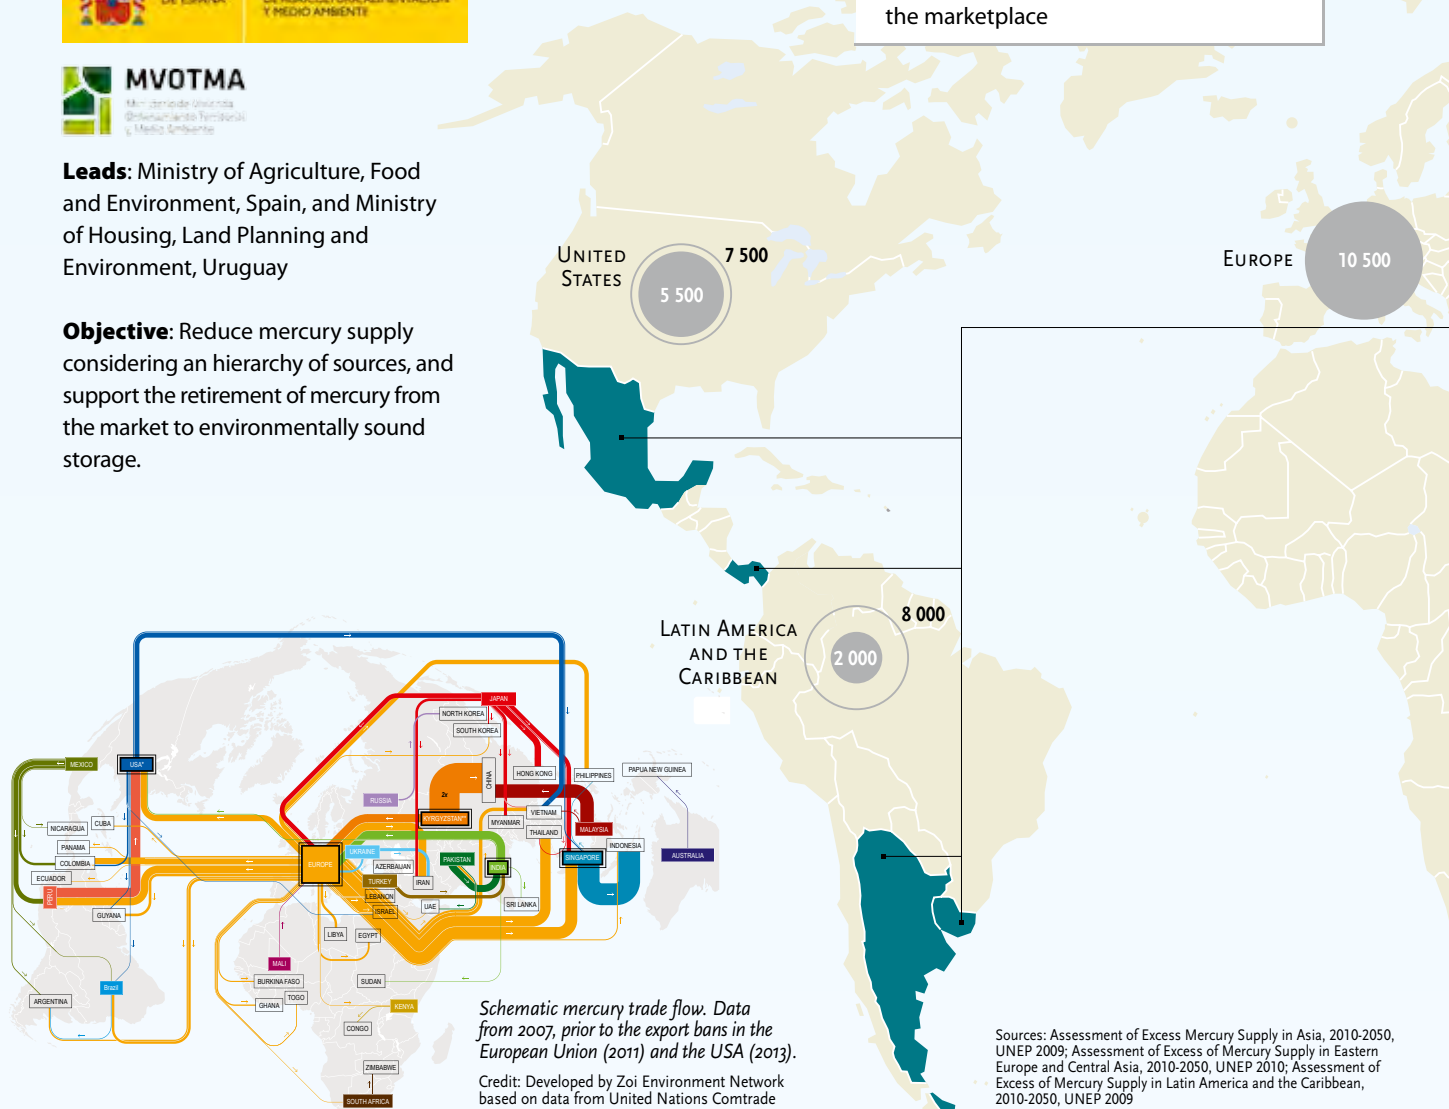 DE ESPAÑA
Y MEDIO AMBIENTE
the marketplace
MVOTMA
Ministerio de Vivienda
Ordenamiento Territorial
y Medio Ambiente
Leads: Ministry of Agriculture, Food
and Environment, Spain, and Ministry
of Housing, Land Planning and
Environment, Uruguay
Objective: Reduce mercury supply
considering an hierarchy of sources, and
support the retirement of mercury from
the market to environmentally sound
storage.
United
States
7 500
5 500
Europe
10 500
Latin America
and the
Caribbean
8 000
2 000
JAPAN
NORTH KOREA
SOUTH KOREA
MEXICO
USA*
CHINA
HONG KONG
PHILIPPINES
PAPUA NEW GUINEA
2x
RUSSIA
KYRGYZSTAN**
MYANMAR
VIETNAM
THAILAND
MALAYSIA
INDONESIA
SINGAPORE
AUSTRALIA
NICARAGUA
CUBA
PANAMA
COLOMBIA
ECUADOR
PERU
GUYANA
EUROPE
UKRAINE
AZERBAIJAN
PAKISTAN
INDIA
TURKEY
IRAN
LEBANON
ISRAEL
UAE
SRI LANKA
LIBYA
EGYPT
MALI
BURKINA FASO
SUDAN
GHANA
TOGO
KENYA
CONGO
ZIMBABWE
SOUTH AFRICA
ARGENTINA
Brazil
Schematic mercury trade flow. Data
from 2007, prior to the export bans in the
European Union (2011) and the USA (2013).
Credit: Developed by Zoi Environment Network
based on data from United Nations Comtrade
Sources: Assessment of Excess Mercury Supply in Asia, 2010-2050,
UNEP 2009; Assessment of Excess of Mercury Supply in Eastern
Europe and Central Asia, 2010-2050, UNEP 2010; Assessment of
Excess of Mercury Supply in Latin America and the Caribbean,
2010-2050, UNEP 2009